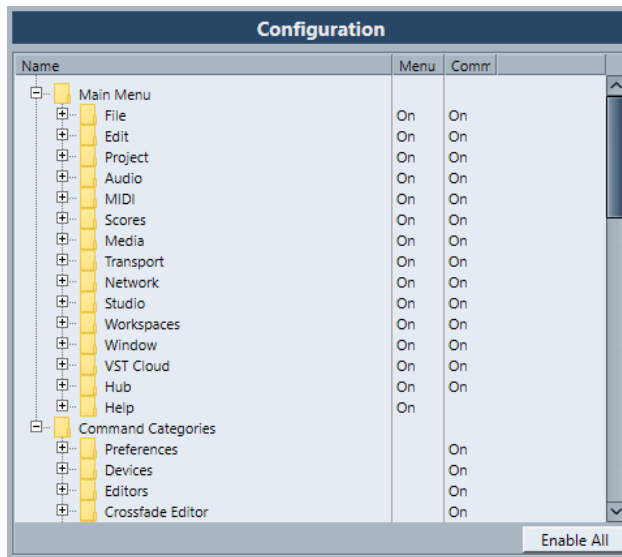 Configuration
Name Menu Comm
Main Menu
File On On
Edit On On
Project On On
Audio On On
MIDI On On
Scores On On
Media On On
Transport On On
Network On On
Studio On On
Workspaces On On
Window On On
VST Cloud On On
Hub On On
Help On
Command Categories
Preferences On
Devices On
Editors On
Crossfade Editor On
Enable All